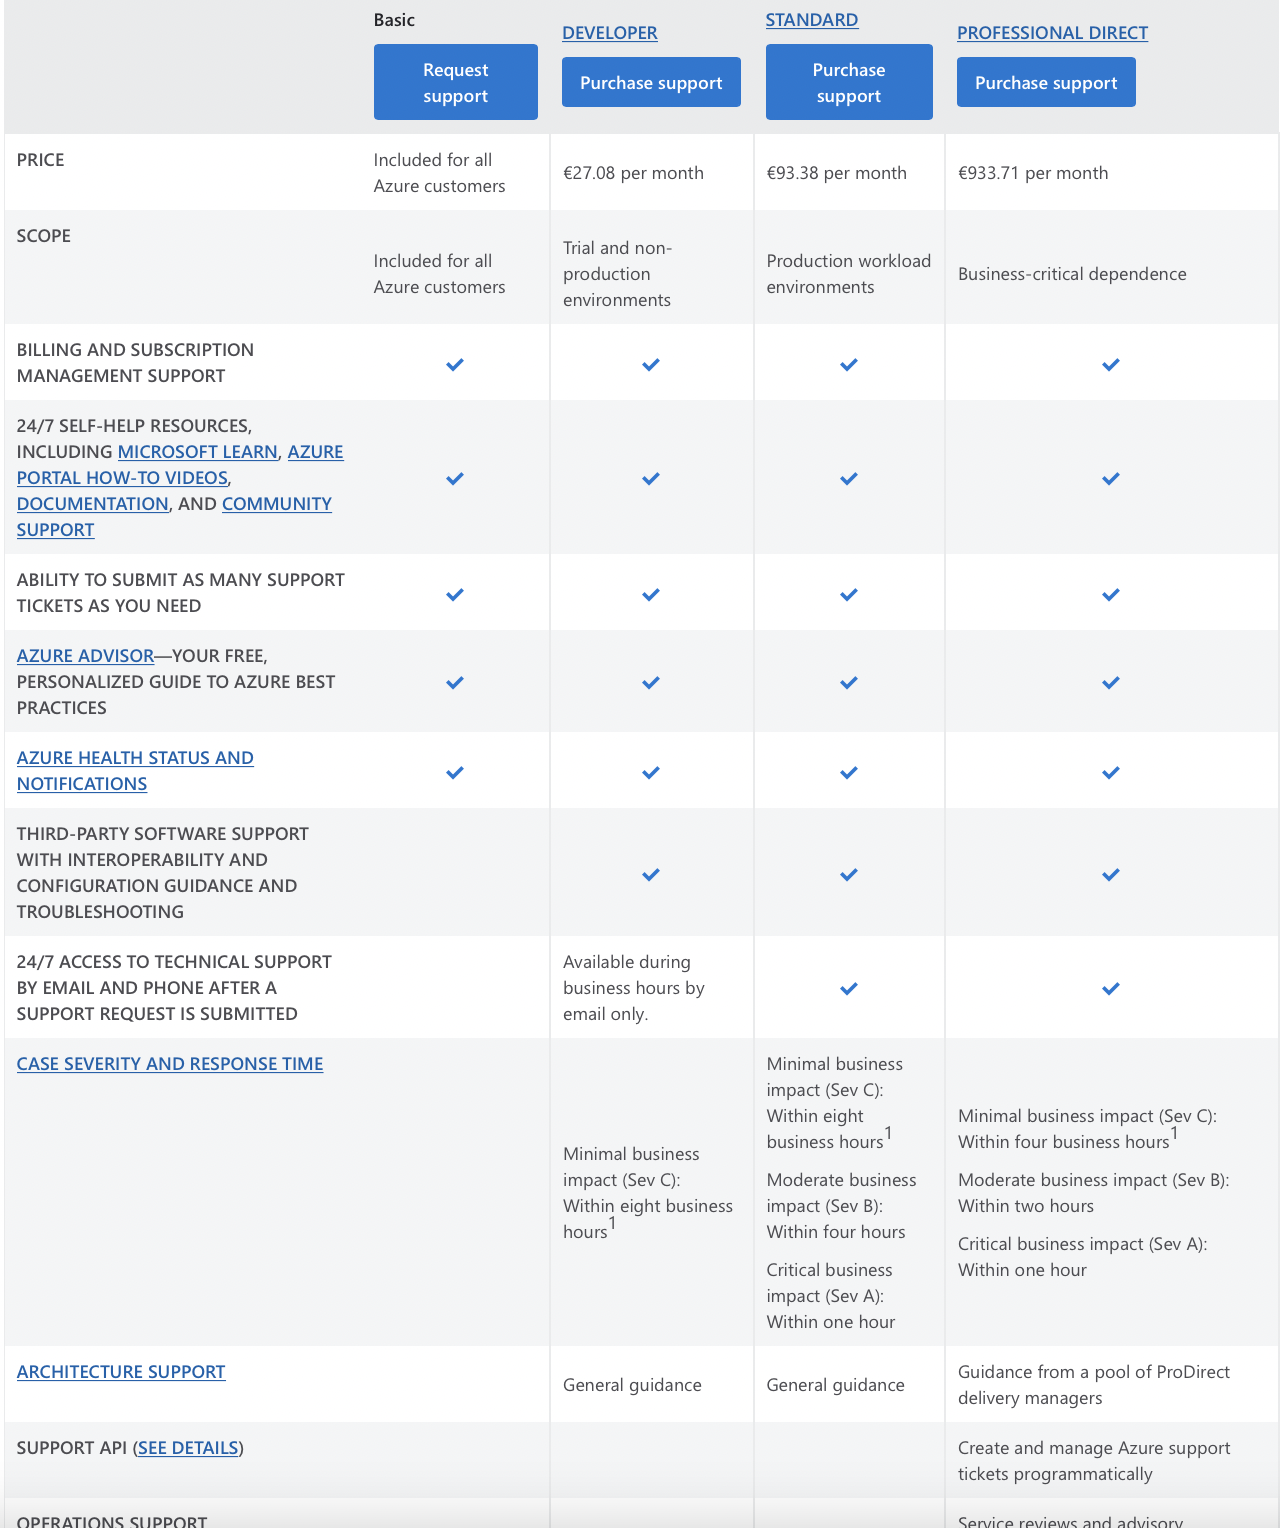 Basic
Request
support
DEVELOPER
Purchase support
STANDARD
Purchase
support
PROFESSIONAL DIRECT
Purchase support
PRICE
Included for all
Azure customers
€27.08 per month
€93.38 per month
€933.71 per month
SCOPE
Included for all
Azure customers
Trial and non-
production
environments
Production workload
environments
Business-critical dependence
BILLING AND SUBSCRIPTION
MANAGEMENT SUPPORT
24/7 SELF-HELP RESOURCES,
INCLUDING MICROSOFT LEARN, AZURE
PORTAL HOW-TO VIDEOS,
DOCUMENTATION, AND COMMUNITY
SUPPORT
ABILITY TO SUBMIT AS MANY SUPPORT
TICKETS AS YOU NEED
AZURE ADVISOR—YOUR FREE,
PERSONALIZED GUIDE TO AZURE BEST
PRACTICES
AZURE HEALTH STATUS AND
NOTIFICATIONS
THIRD-PARTY SOFTWARE SUPPORT
WITH INTEROPERABILITY AND
CONFIGURATION GUIDANCE AND
TROUBLESHOOTING
24/7 ACCESS TO TECHNICAL SUPPORT
BY EMAIL AND PHONE AFTER A
SUPPORT REQUEST IS SUBMITTED
Available during
business hours by
email only.
CASE SEVERITY AND RESPONSE TIME
Minimal business
impact (Sev C):
Within eight business
hours1
Minimal business
impact (Sev C):
Within eight
business hours1
Moderate business
impact (Sev B):
Within four hours
Critical business
impact (Sev A):
Within one hour
Minimal business impact (Sev C):
Within four business hours1
Moderate business impact (Sev B):
Within two hours
Critical business impact (Sev A):
Within one hour
ARCHITECTURE SUPPORT
General guidance
General guidance
Guidance from a pool of ProDirect
delivery managers
SUPPORT API (SEE DETAILS)
Create and manage Azure support
tickets programmatically
OPERATIONS SUPPORT
Service reviews and advisory